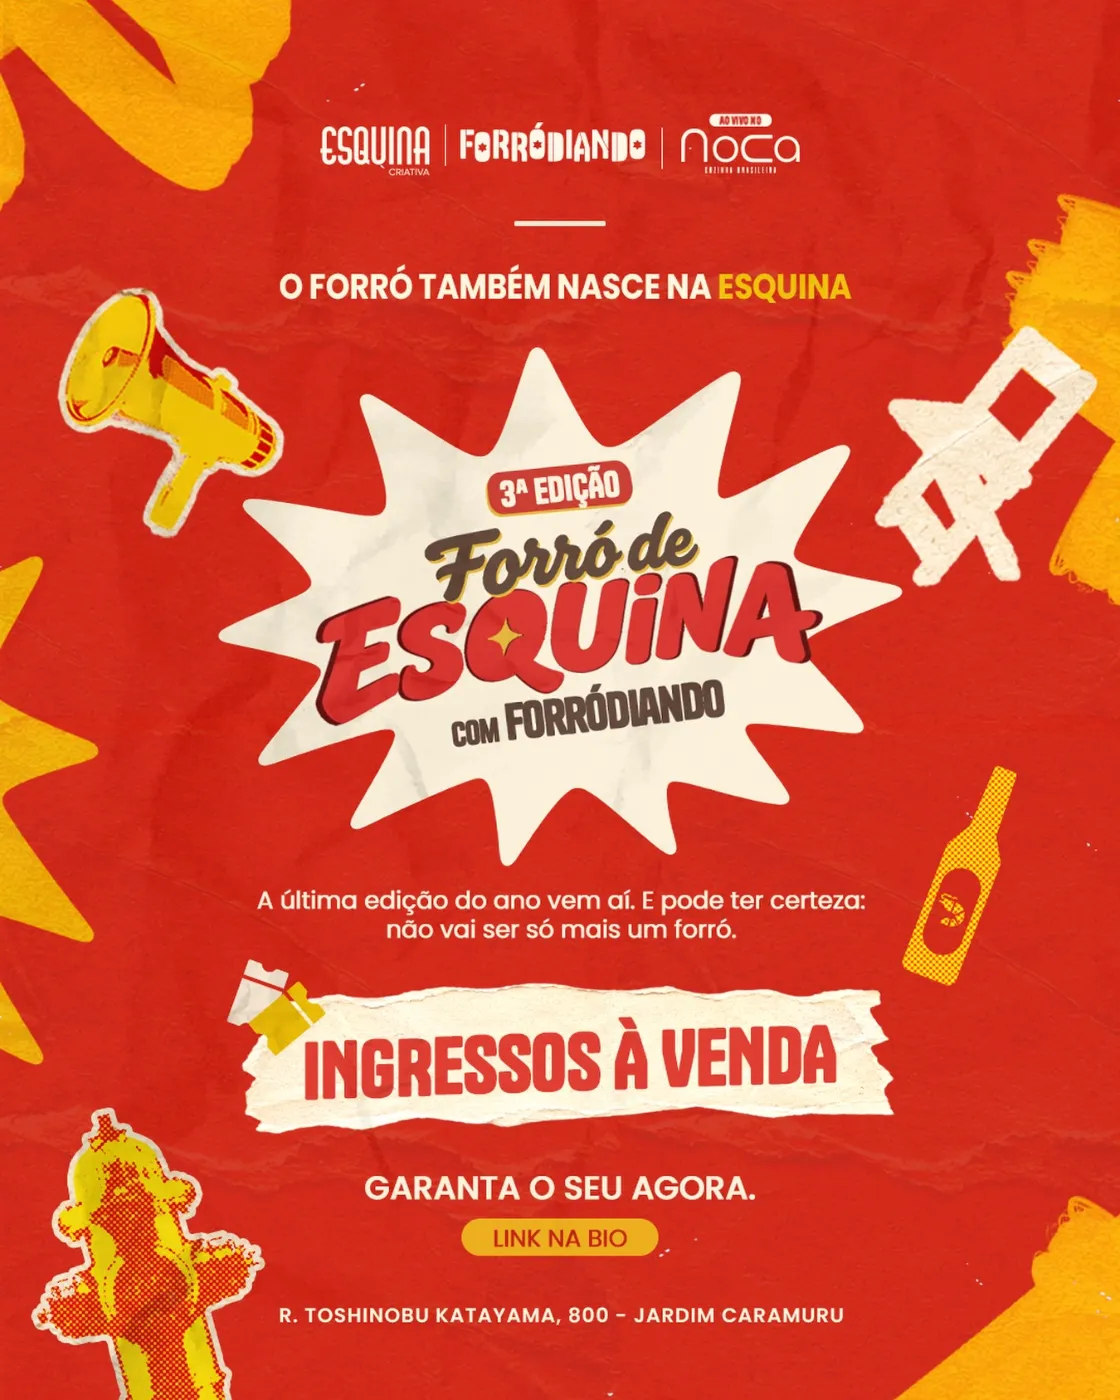 ESQUINA
CRIATIVA
FORRÓDIANDO
AO VIVO NO
NOCA
COZINHA BRASILEIRA
O FORRÓ TAMBÉM NASCE NA ESQUINA
3ª EDIÇÃO
Forró de
ESQUiNA
COM FORRÓDIANDO
A última edição do ano vem aí. E pode ter certeza:
não vai ser só mais um forró.
INGRESSOS À VENDA
GARANTA O SEU AGORA.
LINK NA BIO
R. TOSHINOBU KATAYAMA, 800 - JARDIM CARAMURU